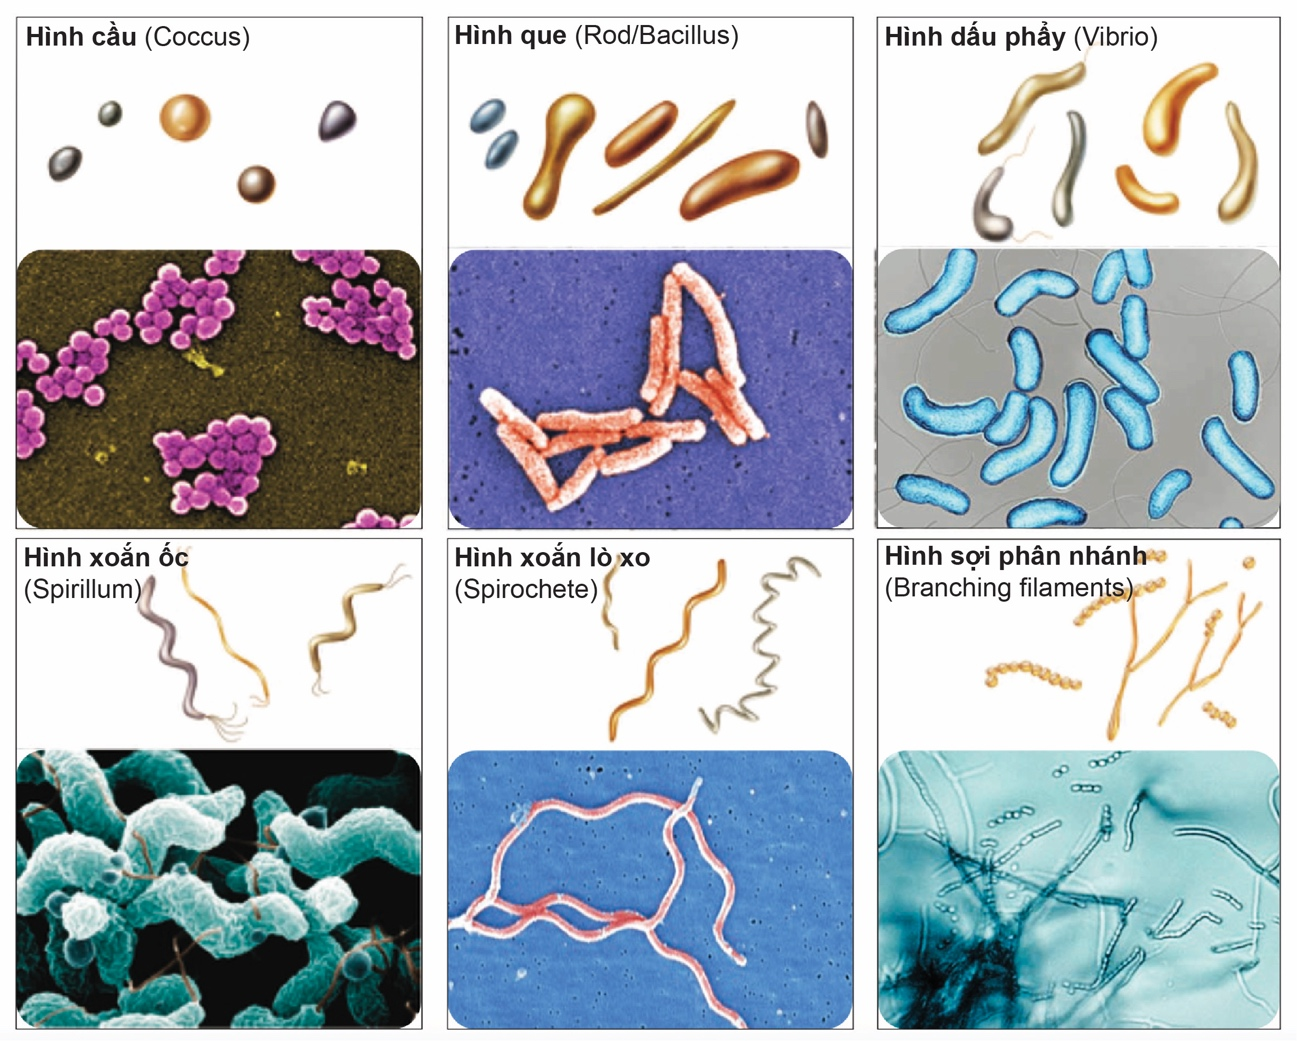 Hình cầu (Coccus)
Hình que (Rod/Bacillus)
Hình dấu phẩy (Vibrio)
Hình xoắn ốc
(Spirillum)
Hình xoắn lò xo
(Spirochete)
Hình sợi phân nhánh
(Branching filaments)